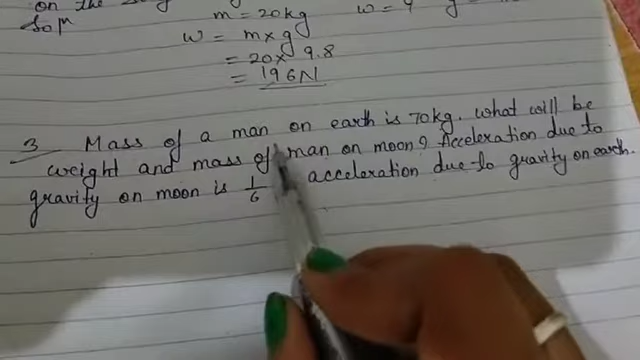 on the
Sol^n
m = 20kg w = ?
w = m×g
= 20× 9.8
= 196N
3 Mass of a man on earth is 70kg. What will be
weight and mass of man on moon? Acceleration due to
gravity on moon is 1/6 acceleration due to gravity on earth.